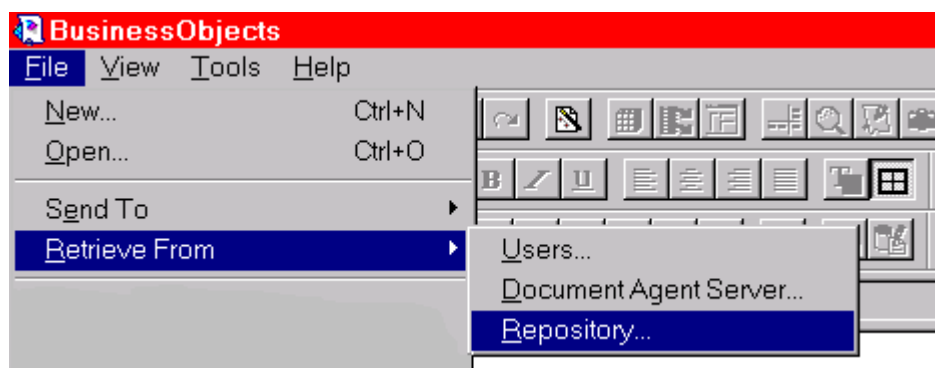 BusinessObjects
File View Tools Help
New... Ctrl+N
Open... Ctrl+O
B I U
Send To
Retrieve From
Users...
Document Agent Server...
Repository...